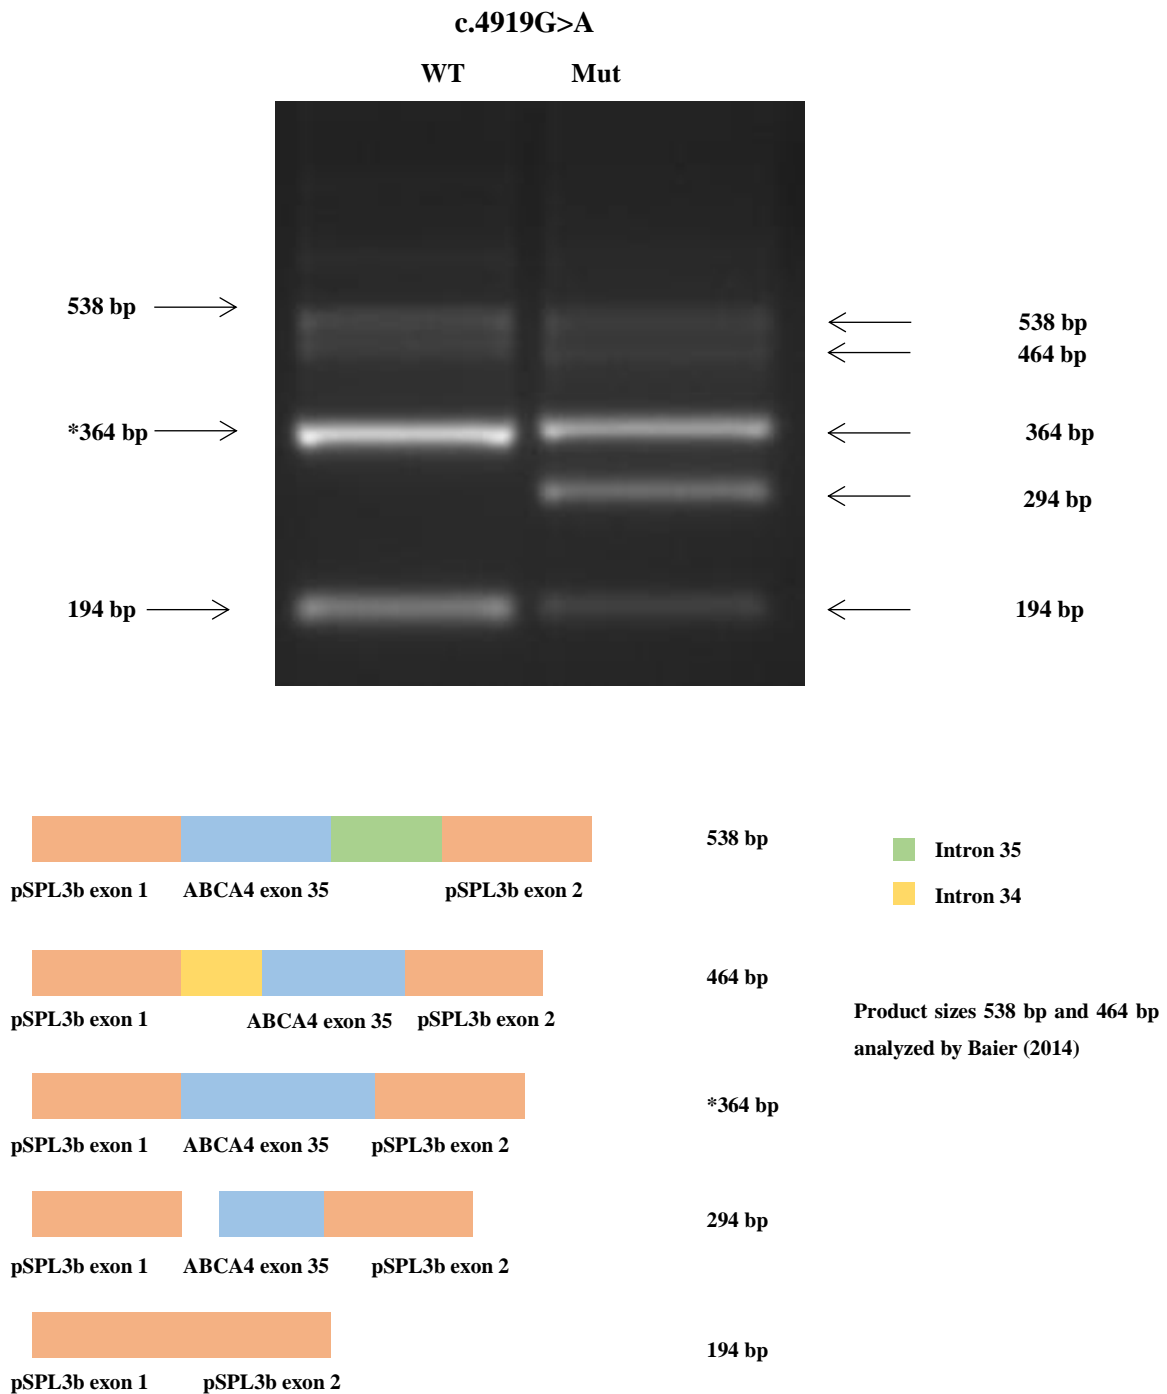 c.4919G>A
WT Mut
538 bp 538 bp
464 bp
*364 bp 364 bp
294 bp
194 bp 194 bp
538 bp
pSPL3b exon 1 ABCA4 exon 35 pSPL3b exon 2
Intron 35
Intron 34
464 bp
pSPL3b exon 1 ABCA4 exon 35 pSPL3b exon 2
Product sizes 538 bp and 464 bp
analyzed by Baier (2014)
*364 bp
pSPL3b exon 1 ABCA4 exon 35 pSPL3b exon 2
294 bp
pSPL3b exon 1 ABCA4 exon 35 pSPL3b exon 2
194 bp
pSPL3b exon 1 pSPL3b exon 2